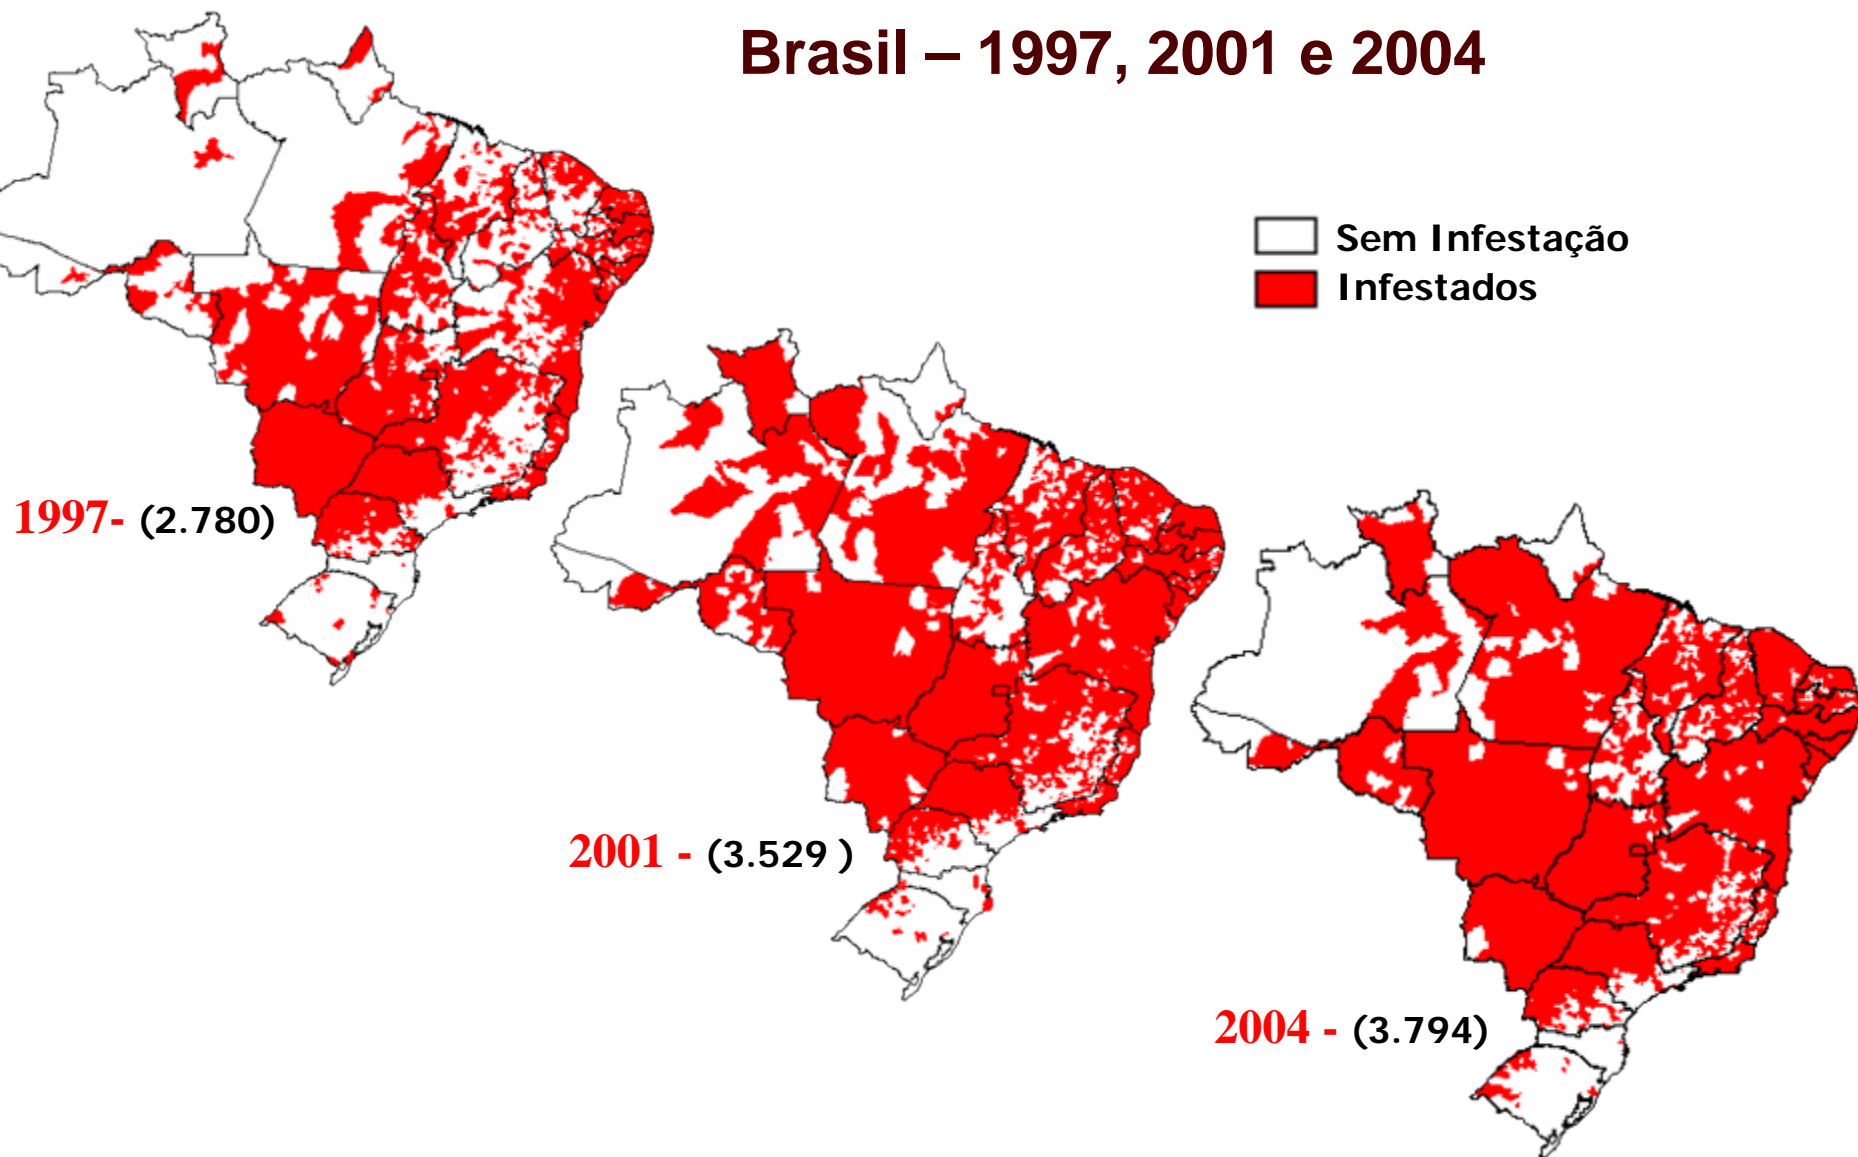 Brasil – 1997, 2001 e 2004
Sem Infestação
Infestados
1997- (2.780)
2001 - (3.529 )
2004 - (3.794)